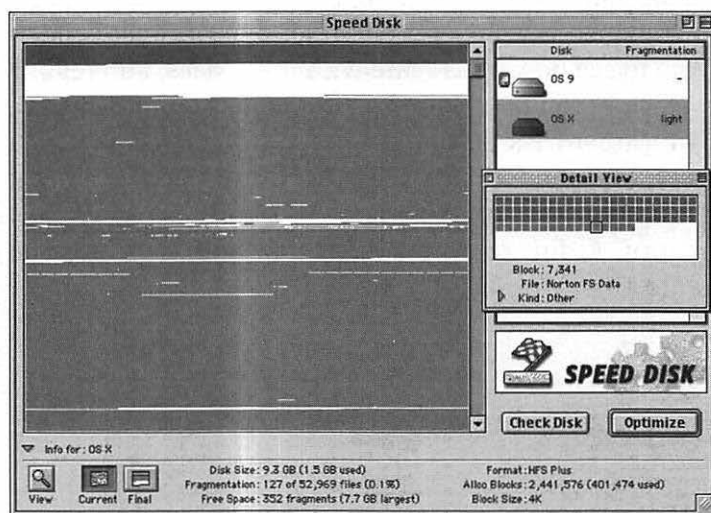 Speed Disk
Disk Fragmentation
OS 9 -
OS X light
Detail View
Block: 7,341
File: Norton FS Data
Kind: Other
SPEED DISK
Check Disk Optimize
Info for: OS X
View Current Final
Disk Size: 9.3 GB (1.5 GB used)
Fragmentation: 127 of 52,969 files (0.1%)
Free Space: 352 fragments (7.7 GB largest)
Format: HFS Plus
Alloc Blocks: 2,441,576 (401,474 used)
Block Size: 4K